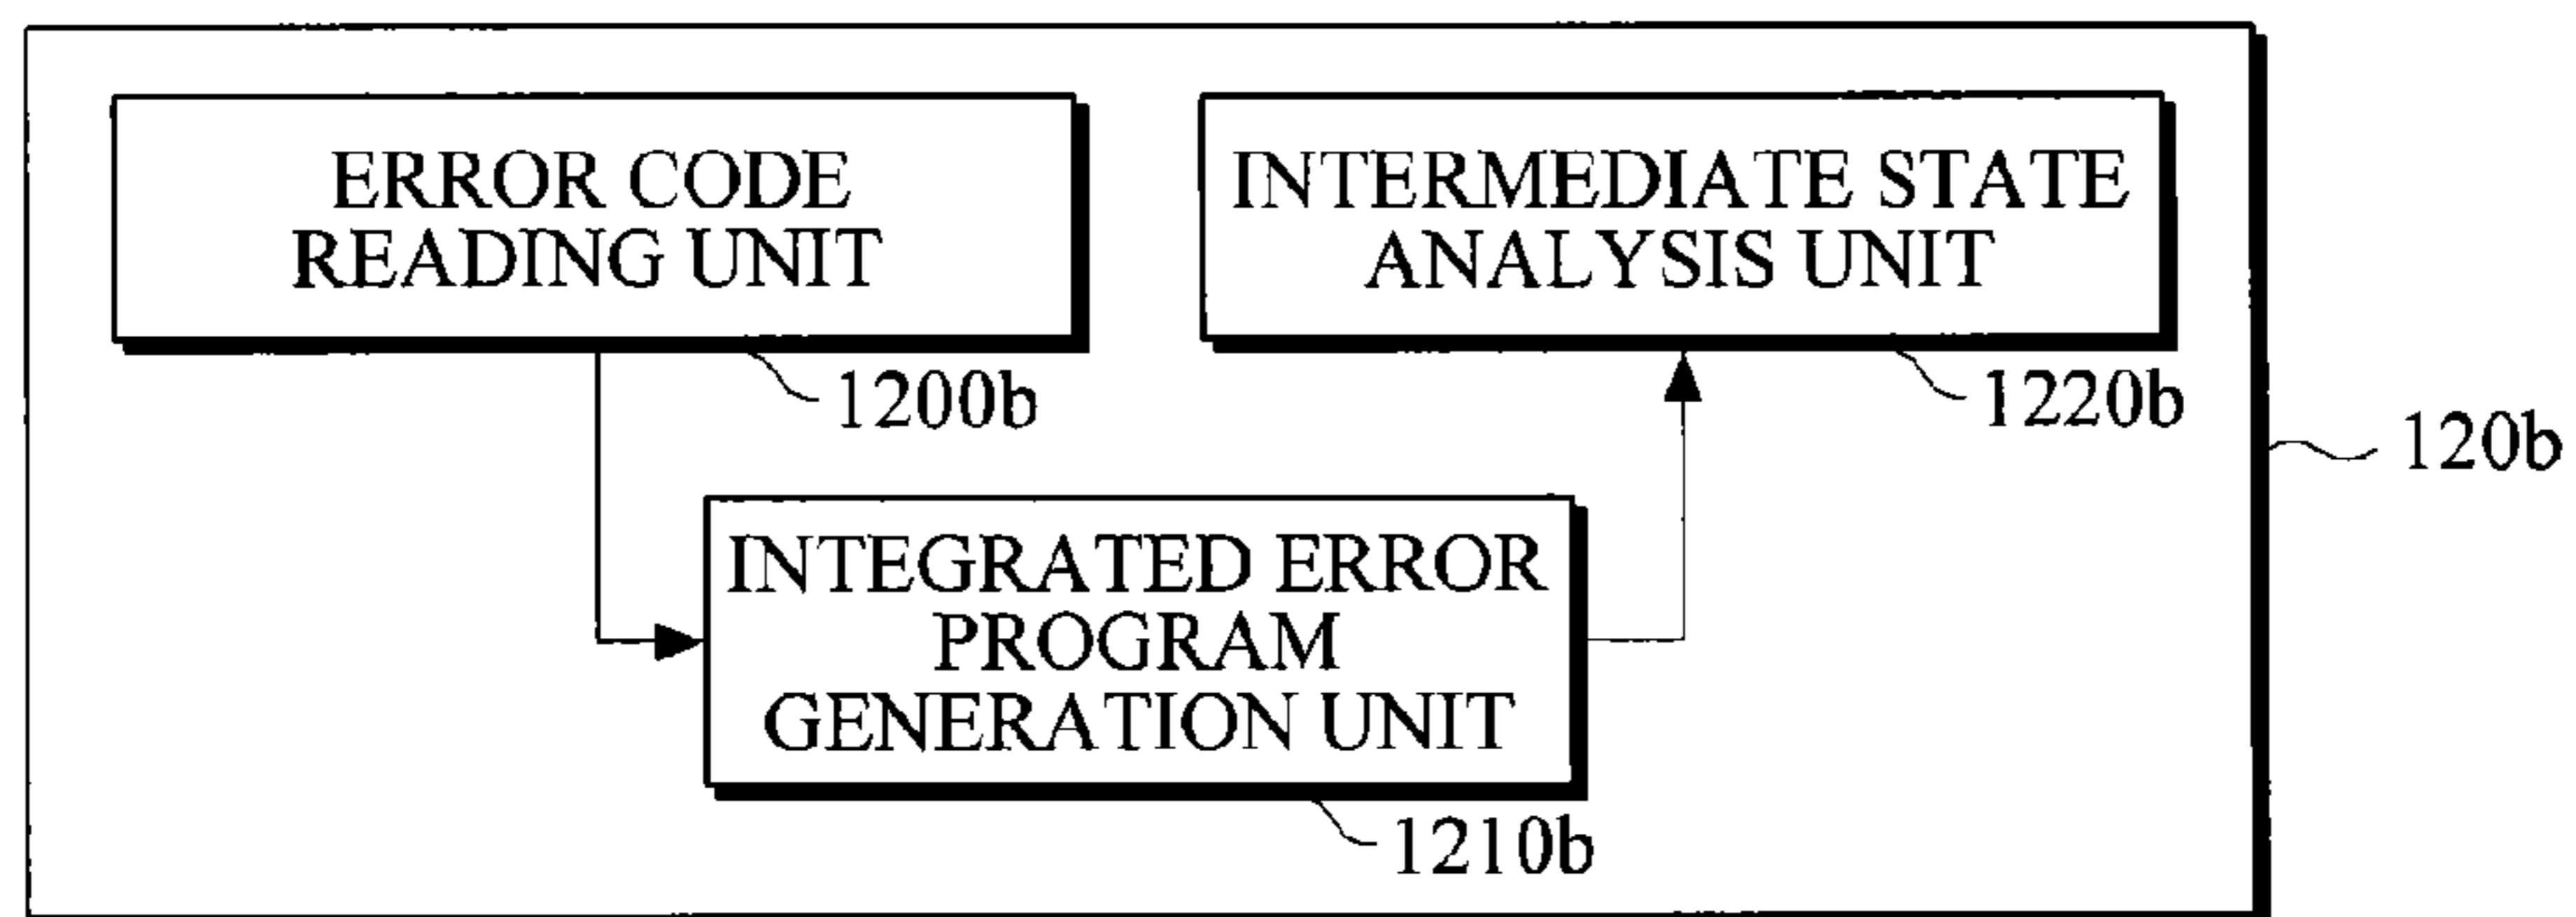 ERROR CODE
READING UNIT
1200b
INTERMEDIATE STATE
ANALYSIS UNIT
1220b
120b
INTEGRATED ERROR
PROGRAM
GENERATION UNIT
1210b